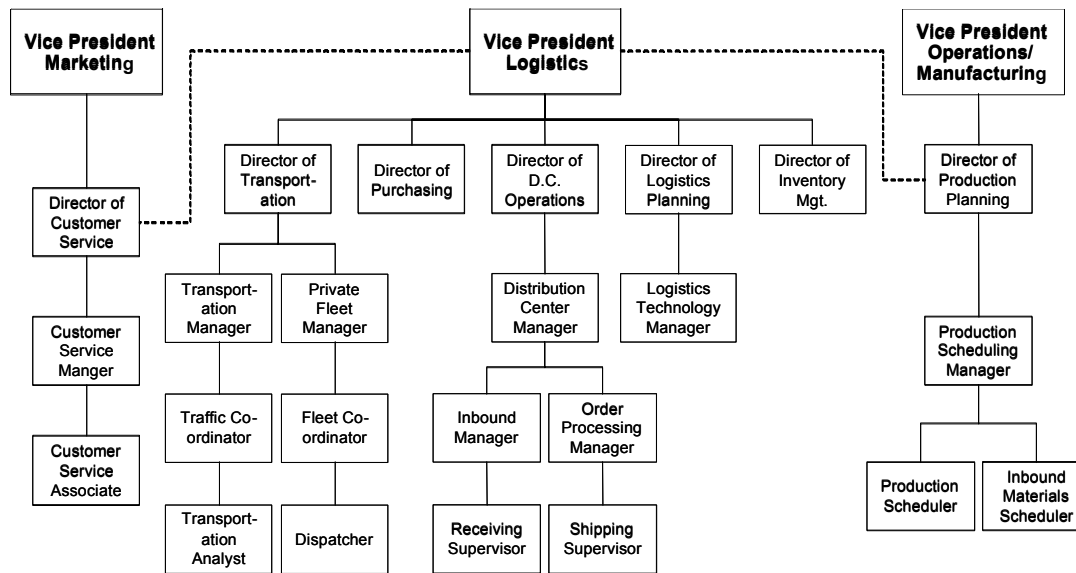 Vice President
Marketing
Vice President
Logistics
Vice President
Operations/
Manufacturing
Director of
Transport-
ation
Director of
Purchasing
Director of
D.C.
Operations
Director of
Logistics
Planning
Director of
Inventory
Mgt.
Director of
Production
Planning
Director of
Customer
Service
Transport-
ation
Manager
Private
Fleet
Manager
Distribution
Center
Manager
Logistics
Technology
Manager
Customer
Service
Manger
Production
Scheduling
Manager
Traffic Co-
ordinator
Fleet Co-
ordinator
Inbound
Manager
Order
Processing
Manager
Customer
Service
Associate
Production
Scheduler
Inbound
Materials
Scheduler
Transport-
ation
Analyst
Dispatcher
Receiving
Supervisor
Shipping
Supervisor